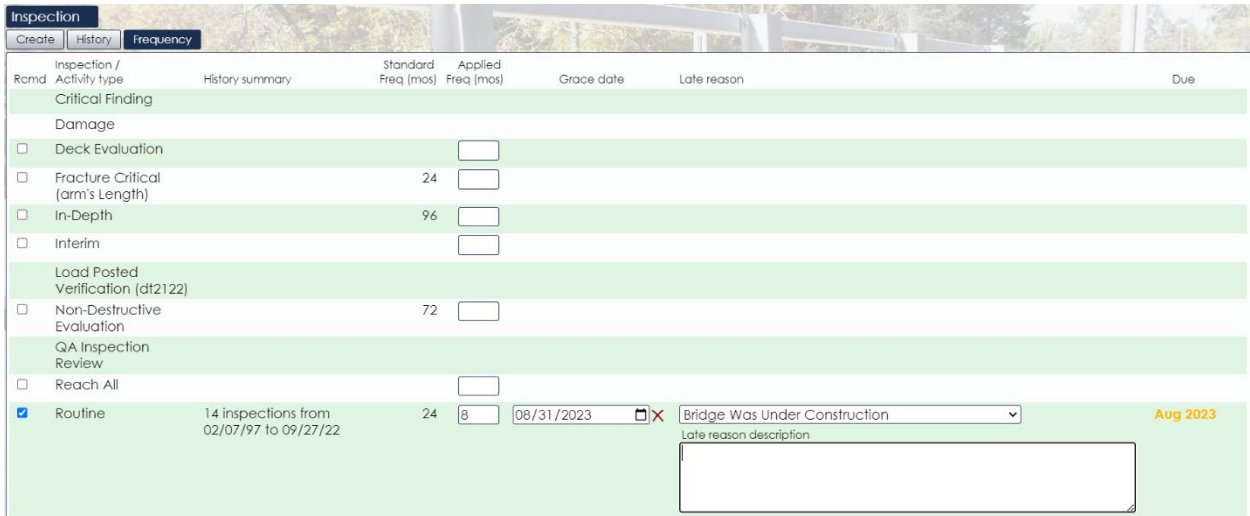 Inspection
Create History Frequency
Inspection / Standard Applied
Rcmd Activity type History summary Freq (mos) Freq (mos) Grace date Late reason Due
Critical Finding
Damage
Deck Evaluation
Fracture Critical 24
(arm's Length)
In-Depth 96
Interim
Load Posted
Verification (dt2122)
Non-Destructive 72
Evaluation
QA Inspection
Review
Reach All
Routine 14 inspections from 24 8 08/31/2023 Bridge Was Under Construction Aug 2023
02/07/97 to 09/27/22
Late reason description